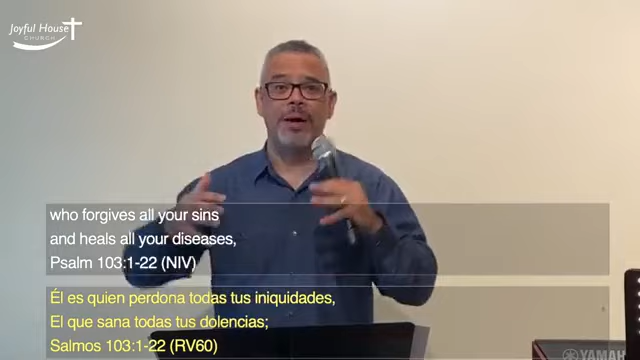 Joyful House
CHURCH
who forgives all your sins
and heals all your diseases,
Psalm 103:1-22 (NIV)
Él es quien perdona todas tus iniquidades,
El que sana todas tus dolencias;
Salmos 103:1-22 (RV60)
YAMAHA